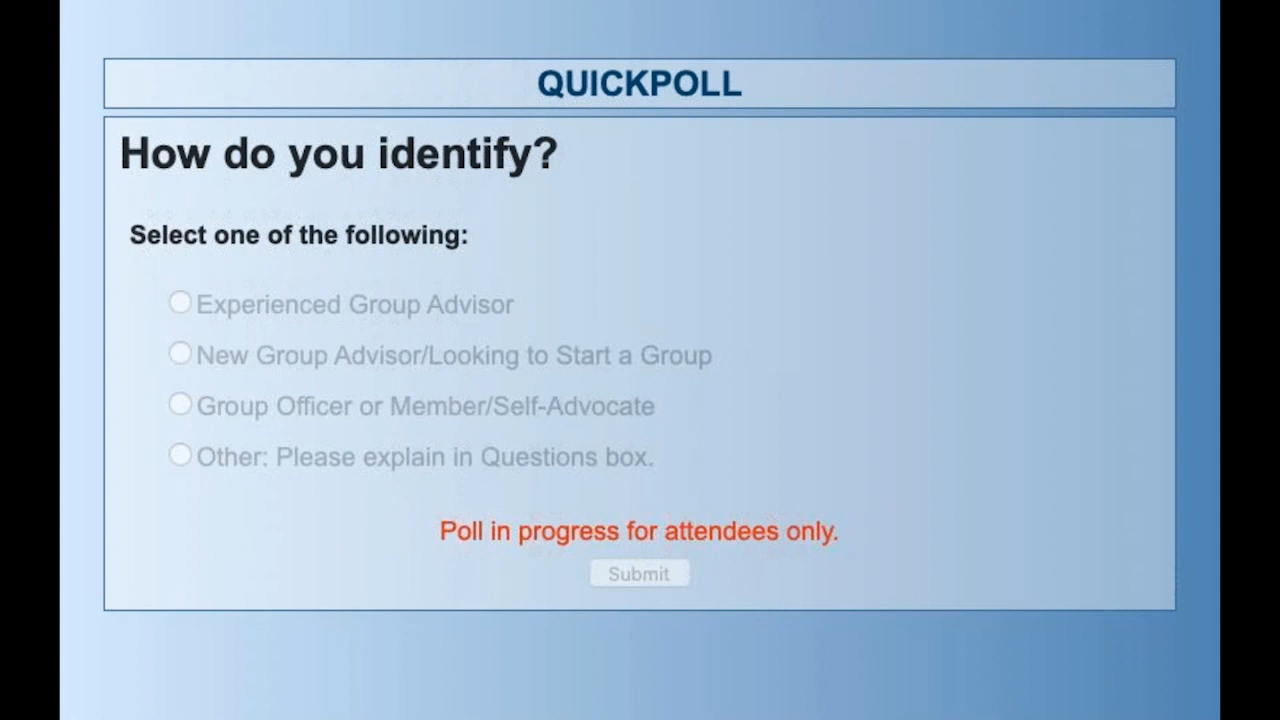 QUICKPOLL
How do you identify?
Select one of the following:
Experienced Group Advisor
New Group Advisor/Looking to Start a Group
Group Officer or Member/Self-Advocate
Other: Please explain in Questions box.
Poll in progress for attendees only.
Submit